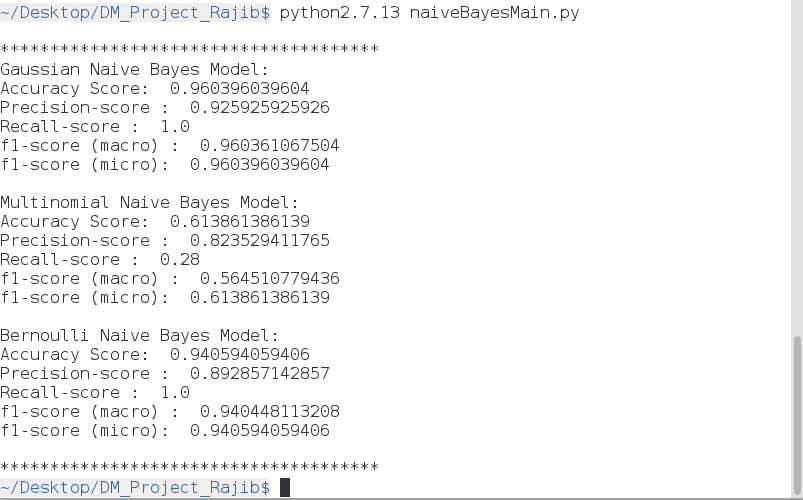 ~/Desktop/DM_Project_Rajib$ python2.7.13 naiveBayesMain.py
**************************************
Gaussian Naive Bayes Model:
Accuracy Score:  0.960396039604
Precision-score :  0.925925925926
Recall-score :  1.0
f1-score (macro) :  0.960361067504
f1-score (micro):  0.960396039604
Multinomial Naive Bayes Model:
Accuracy Score:  0.613861386139
Precision-score :  0.823529411765
Recall-score :  0.28
f1-score (macro) :  0.564510779436
f1-score (micro):  0.613861386139
Bernoulli Naive Bayes Model:
Accuracy Score:  0.940594059406
Precision-score :  0.892857142857
Recall-score :  1.0
f1-score (macro) :  0.940448113208
f1-score (micro):  0.940594059406
**************************************
~/Desktop/DM_Project_Rajib$